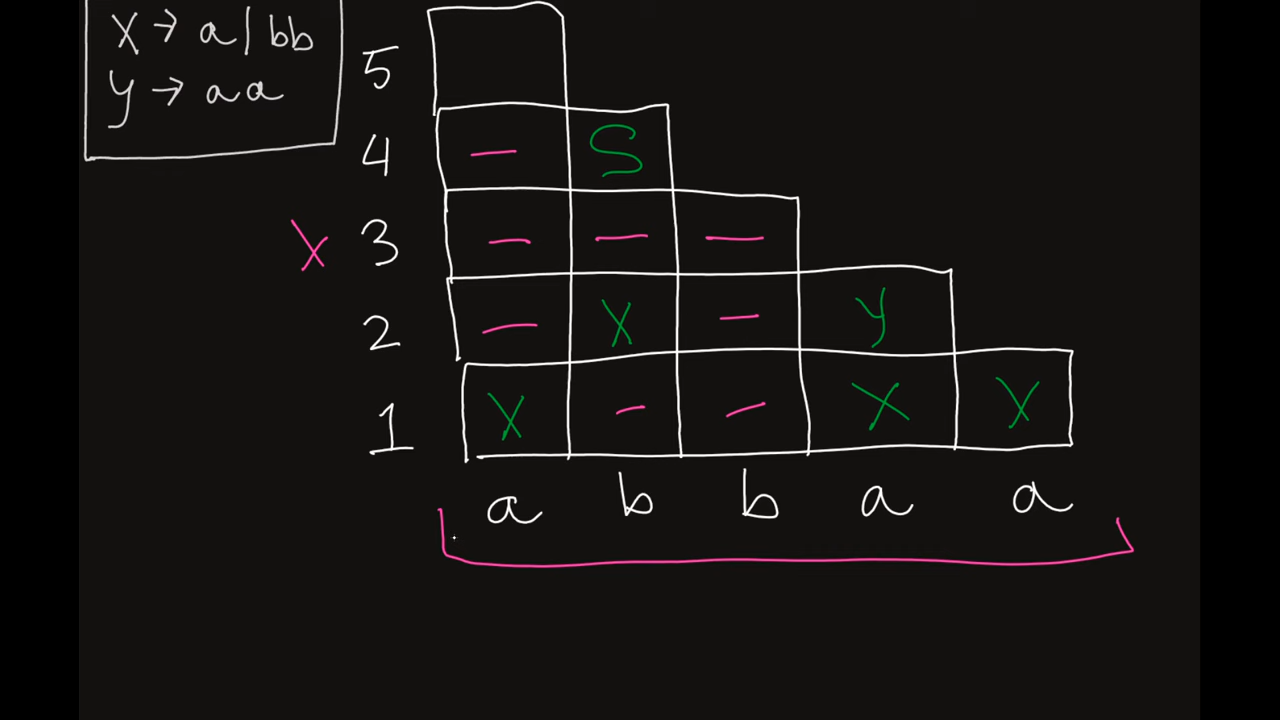 X → a | bb
Y → aa
5
4 — S
X 3 — — —
2 — X — Y
1 X — — X X
a b b a a